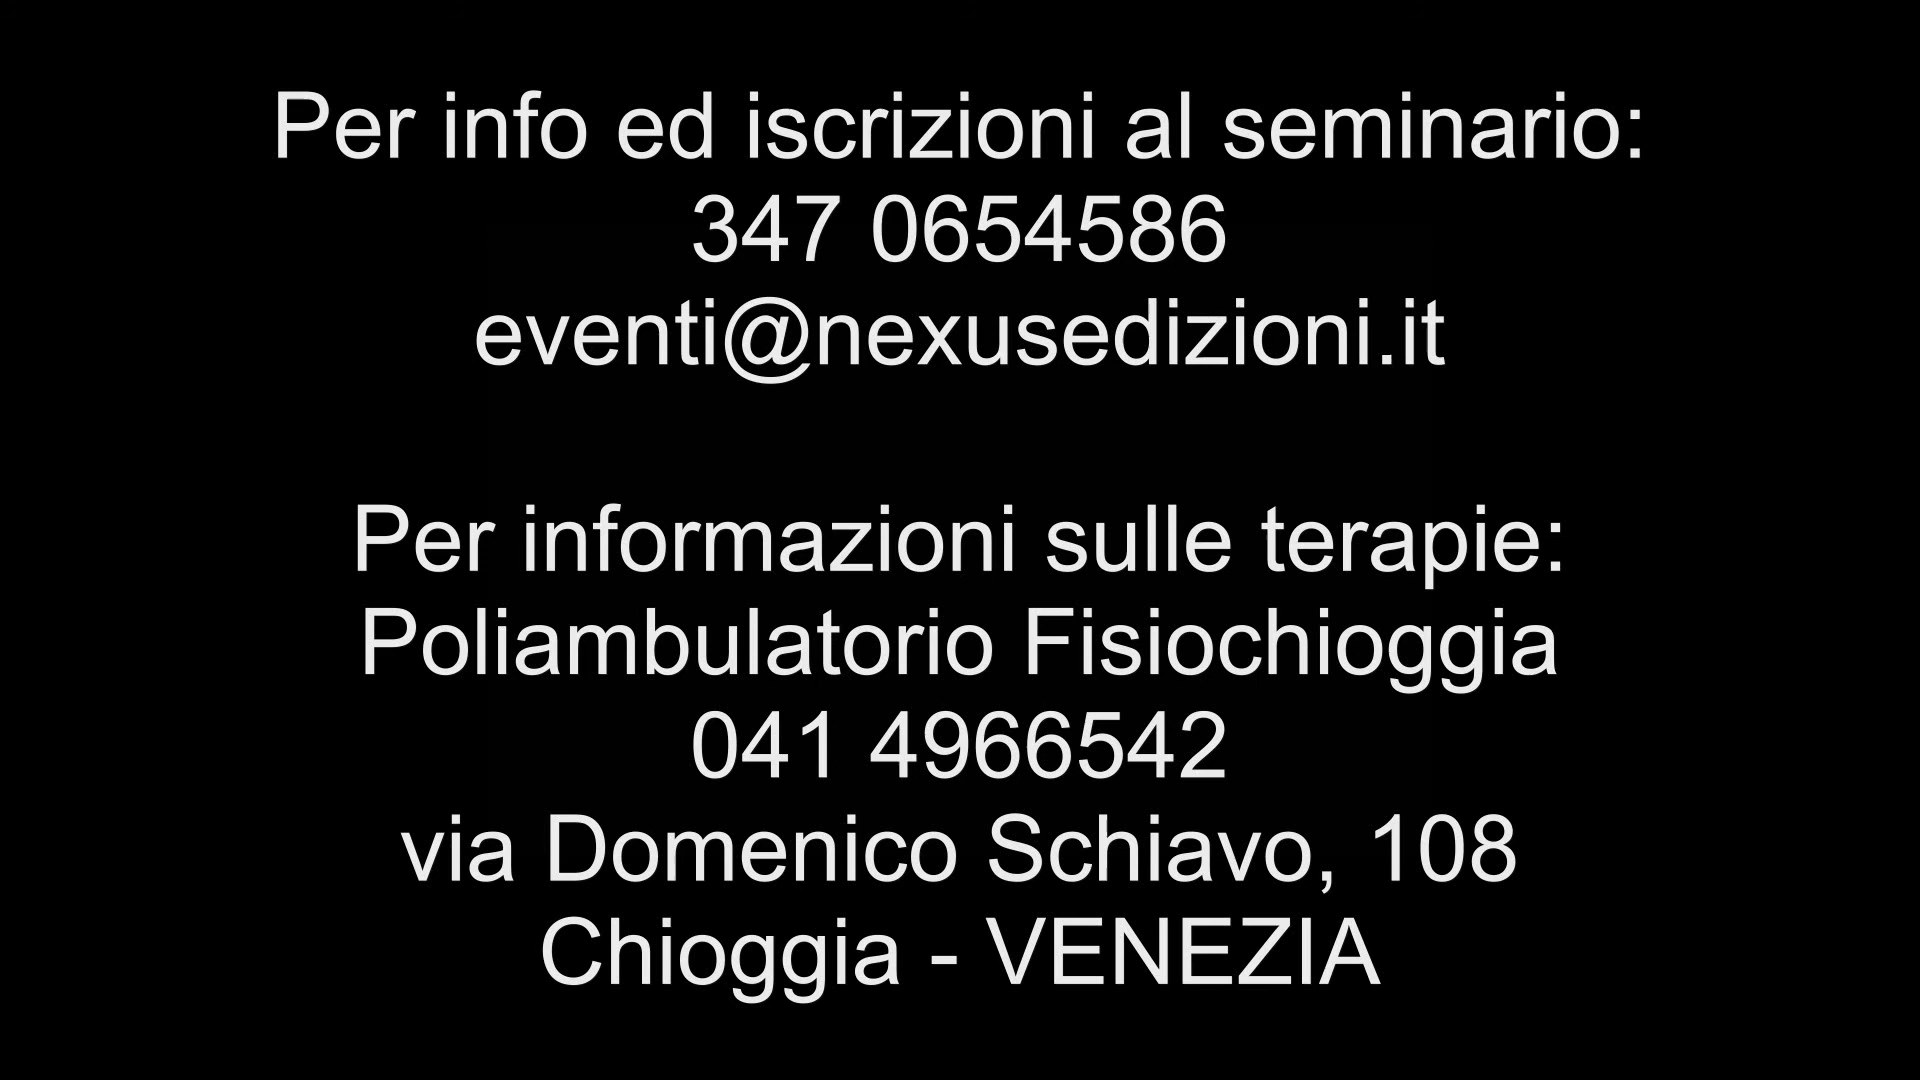 Per info ed iscrizioni al seminario:
347 0654586
eventi@nexusedizioni.it
Per informazioni sulle terapie:
Poliambulatorio Fisiochioggia
041 4966542
via Domenico Schiavo, 108
Chioggia - VENEZIA